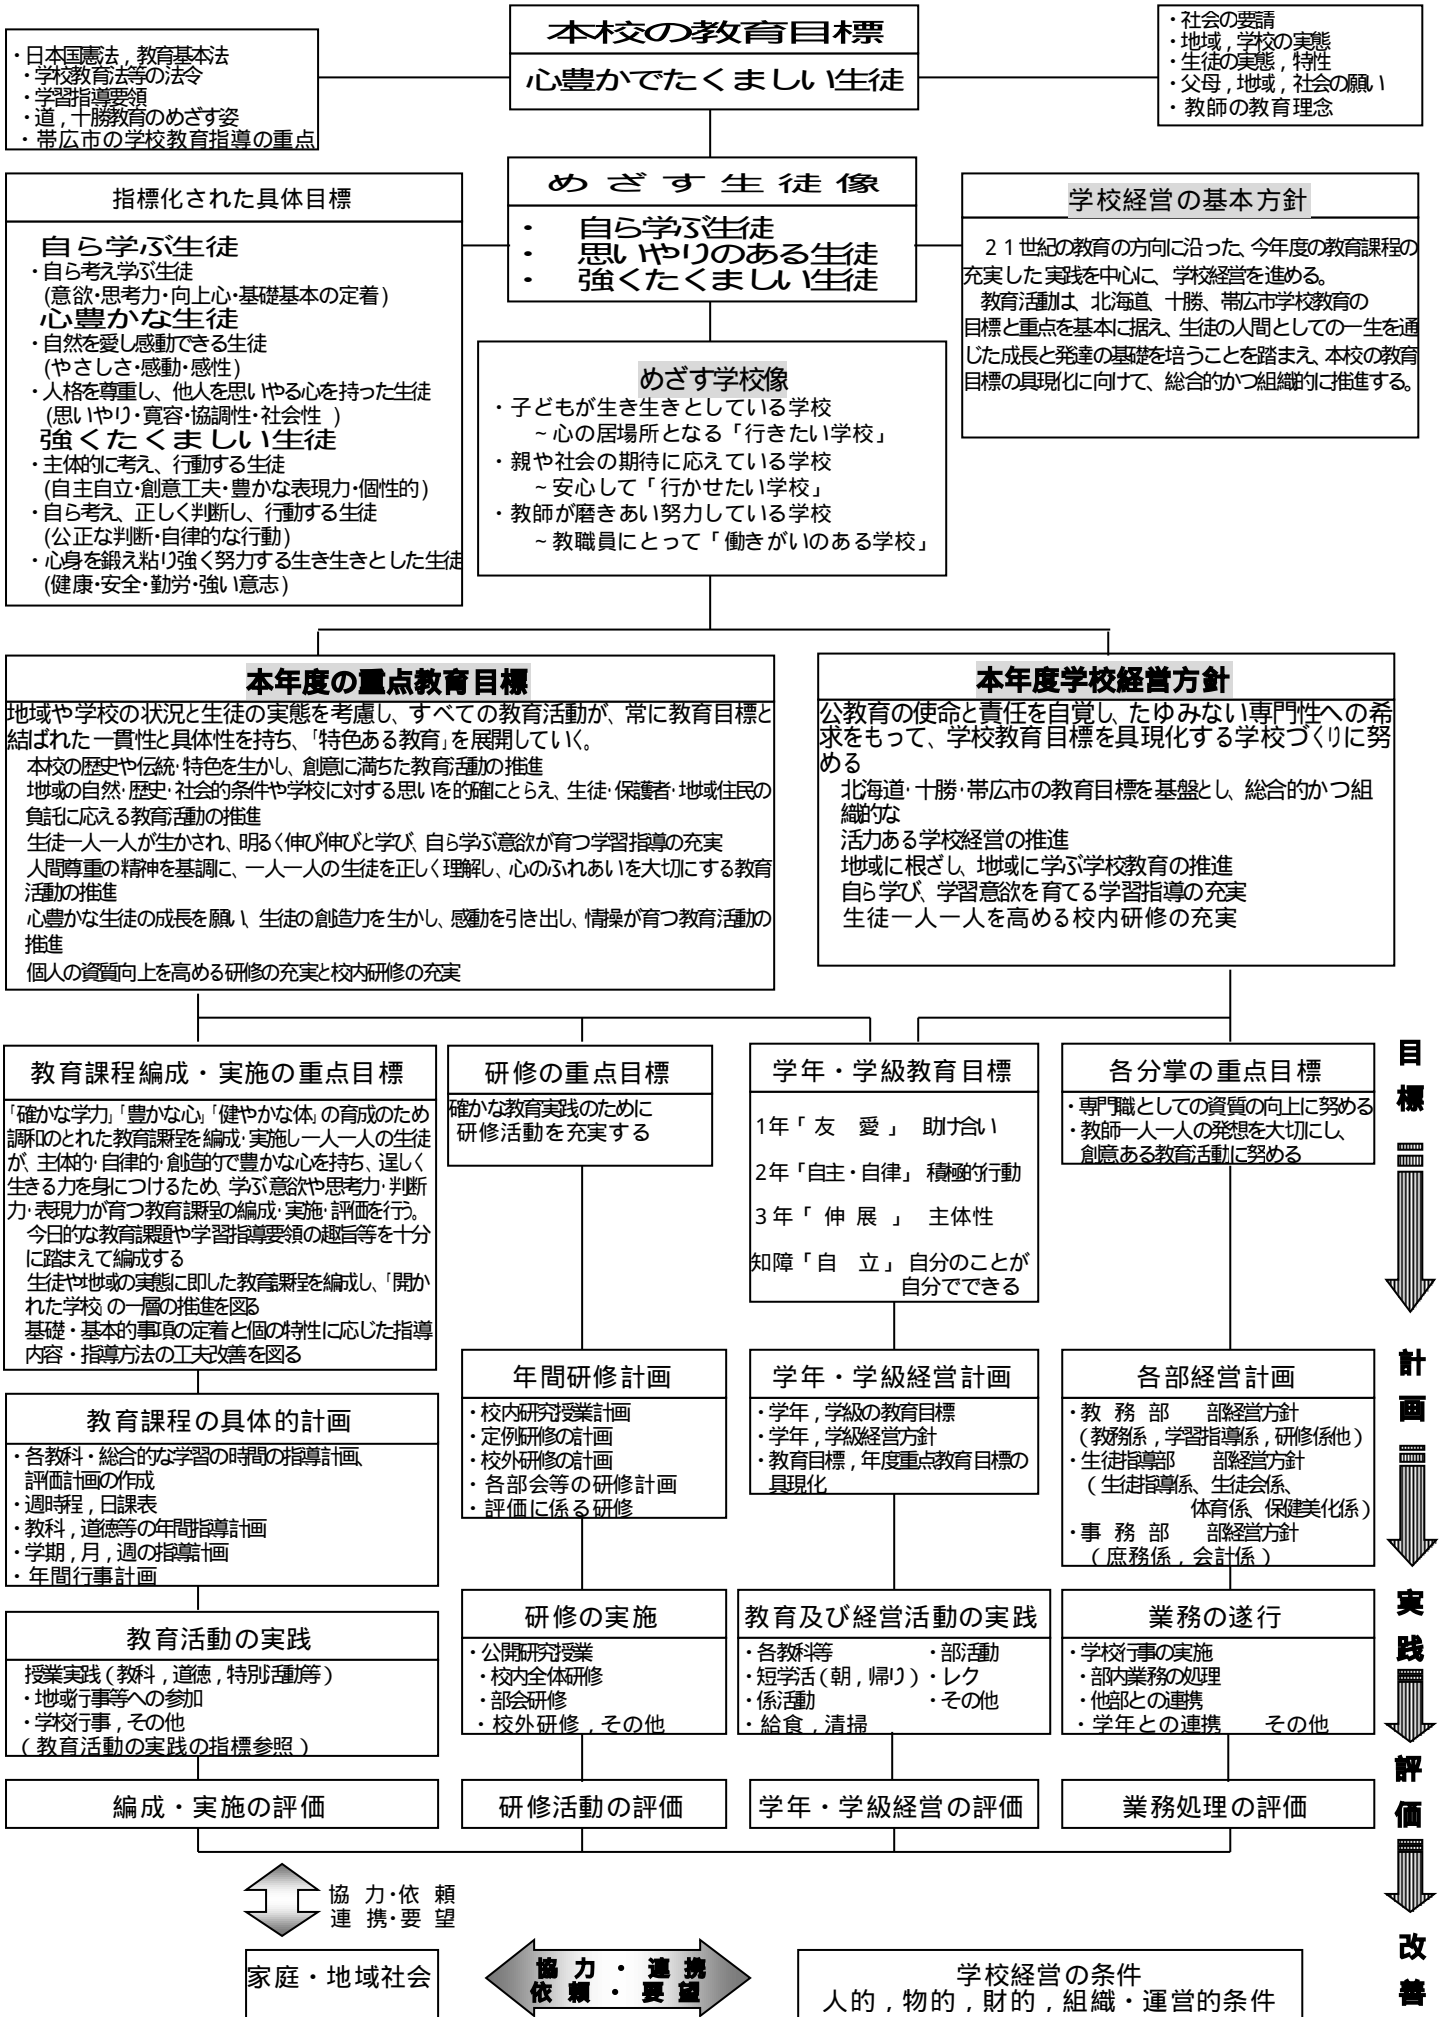 本校の教育目標
心豊かでたくましい生徒
・日本国憲法，教育基本法
・学校教育法等の法令
・学習指導要領
・道，十勝教育のめざす姿
・帯広市の学校教育指導の重点
・社会の要請
・地域，学校の実態
・生徒の実態，特性
・父母，地域，社会の願い
・教師の教育理念
めざす生徒像
・　自ら学ぶ生徒
・　思いやりのある生徒
・　強くたくましい生徒
指標化された具体目標
自ら学ぶ生徒
・自ら考え学ぶ生徒
(意欲･思考力･向上心･基礎基本の定着)
心豊かな生徒
・自然を愛し感動できる生徒
(やさしさ･感動･感性)
・人格を尊重し、他人を思いやる心を持った生徒
(思いやり･寛容･協調性･社会性 )
強くたくましい生徒
・主体的に考え、行動する生徒
(自主自立･創意工夫･豊かな表現力･個性的)
・自ら考え、正しく判断し、行動する生徒
(公正な判断･自律的な行動)
・心身を鍛え粘り強く努力する生き生きとした生徒
(健康･安全･勤労･強い意志)
学校経営の基本方針
２１世紀の教育の方向に沿った、今年度の教育課程の
充実した実践を中心に、学校経営を進める。
教育活動は、北海道、十勝、帯広市学校教育の
目標と重点を基本に据え、生徒の人間としての一生を通
じた成長と発達の基礎を培うことを踏まえ、本校の教育
目標の具現化に向けて、総合的かつ組織的に推進する。
めざす学校像
・子どもが生き生きとしている学校
～心の居場所となる「行きたい学校」
・親や社会の期待に応えている学校
～安心して「行かせたい学校」
・教師が磨きあい努力している学校
～教職員にとって「働きがいのある学校」
本年度の重点教育目標
地域や学校の状況と生徒の実態を考慮し、すべての教育活動が、常に教育目標と
結ばれた一貫性と具体性を持ち、｢特色ある教育｣を展開していく。
本校の歴史や伝統･特色を生かし、創意に満ちた教育活動の推進
地域の自然･歴史･社会的条件や学校に対する思いを的確にとらえ、生徒･保護者･地域住民の
負託に応える教育活動の推進
生徒一人一人が生かされ、明るく伸び伸びと学び、自ら学ぶ意欲が育つ学習指導の充実
人間尊重の精神を基調に、一人一人の生徒を正しく理解し、心のふれあいを大切にする教育
活動の推進
心豊かな生徒の成長を願い、生徒の創造力を生かし、感動を引き出し、情操が育つ教育活動の
推進
個人の資質向上を高める研修の充実と校内研修の充実
本年度学校経営方針
公教育の使命と責任を自覚し、たゆみない専門性への希
求をもって、学校教育目標を具現化する学校づくりに努
める
北海道･十勝･帯広市の教育目標を基盤とし、総合的かつ組
織的な
活力ある学校経営の推進
地域に根ざし、地域に学ぶ学校教育の推進
自ら学び、学習意欲を育てる学習指導の充実
生徒一人一人を高める校内研修の充実
教育課程編成・実施の重点目標
｢確かな学力｣｢豊かな心｣｢健やかな体｣の育成のため
調和のとれた教育課程を編成･実施し一人一人の生徒
が、主体的･自律的･創造的で豊かな心を持ち、逞しく
生きる力を身につけるため、学ぶ意欲や思考力･判断
力･表現力が育つ教育課程の編成･実施･評価を行う。
今日的な教育課題や学習指導要領の趣旨等を十分
に踏まえて編成する
生徒や地域の実態に即した教育課程を編成し、｢開か
れた学校｣の一層の推進を図る
基礎・基本的事項の定着と個の特性に応じた指導
内容・指導方法の工夫改善を図る
研修の重点目標
確かな教育実践のために
研修活動を充実する
学年・学級教育目標
1年「友　愛」　助け合い
2年「自主・自律」　積極的行動
３年「 伸 展 」　主体性
知障「自　立」自分のことが
自分でできる
各分掌の重点目標
・専門職としての資質の向上に努める
・教師一人一人の発想を大切にし、
創意ある教育活動に努める
目標
教育課程の具体的計画
・各教科・総合的な学習の時間の指導計画、
評価計画の作成
・週時程，日課表
・教科，道徳等の年間指導計画
・学期，月，週の指導計画
・年間行事計画
年間研修計画
・校内研究授業計画
・定例研修の計画
・校外研修の計画
・各部会等の研修計画
・評価に係る研修
学年・学級経営計画
・学年，学級の教育目標
・学年，学級経営方針
・教育目標，年度重点教育目標の
具現化
各部経営計画
・教 務 部　部経営方針
（教務係，学習指導係，研修係他）
・生徒指導部　部経営方針
（生徒指導係、生徒会係、
体育係、保健美化係）
・事 務 部　部経営方針
（庶務係，会計係）
計画
教育活動の実践
授業実践（教科，道徳，特別活動等）
・地域行事等への参加
・学校行事，その他
（教育活動の実践の指標参照）
研修の実施
・公開研究授業
・校内全体研修
・部会研修
・校外研修，その他
教育及び経営活動の実践
・各教科等　・部活動
・短学活（朝，帰り）・レク
・係活動　・その他
・給食，清掃
業務の遂行
・学校行事の実施
・部内業務の処理
・他部との連携
・学年との連携　その他
実践
編成・実施の評価
研修活動の評価
学年・学級経営の評価
業務処理の評価
評価
協 力･依 頼
連 携･要 望
家庭・地域社会
協 力 ・ 連 携
依 頼 ・ 要 望
学校経営の条件
人的，物的，財的，組織・運営的条件
改善